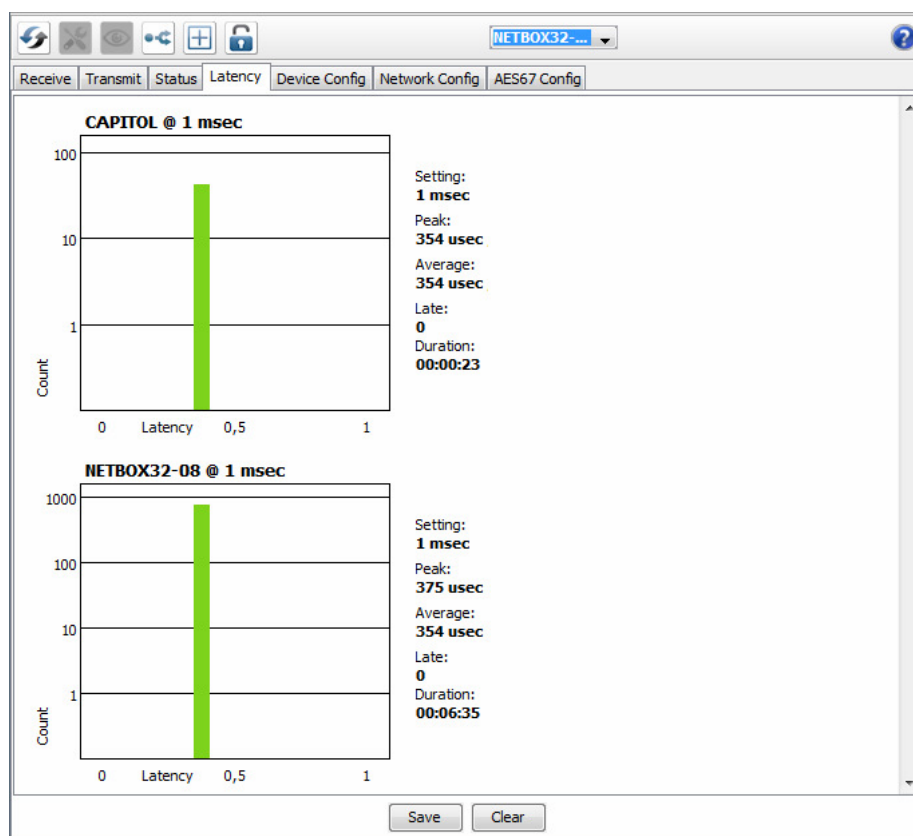 NETBOX32-...
?
Receive Transmit Status Latency Device Config Network Config AES67 Config
CAPITOL @ 1 msec
100
10
1
Count
0 Latency 0,5 1
Setting:
1 msec
Peak:
354 usec
Average:
354 usec
Late:
0
Duration:
00:00:23
NETBOX32-08 @ 1 msec
1000
100
10
1
Count
0 Latency 0,5 1
Setting:
1 msec
Peak:
375 usec
Average:
354 usec
Late:
0
Duration:
00:06:35
Save Clear